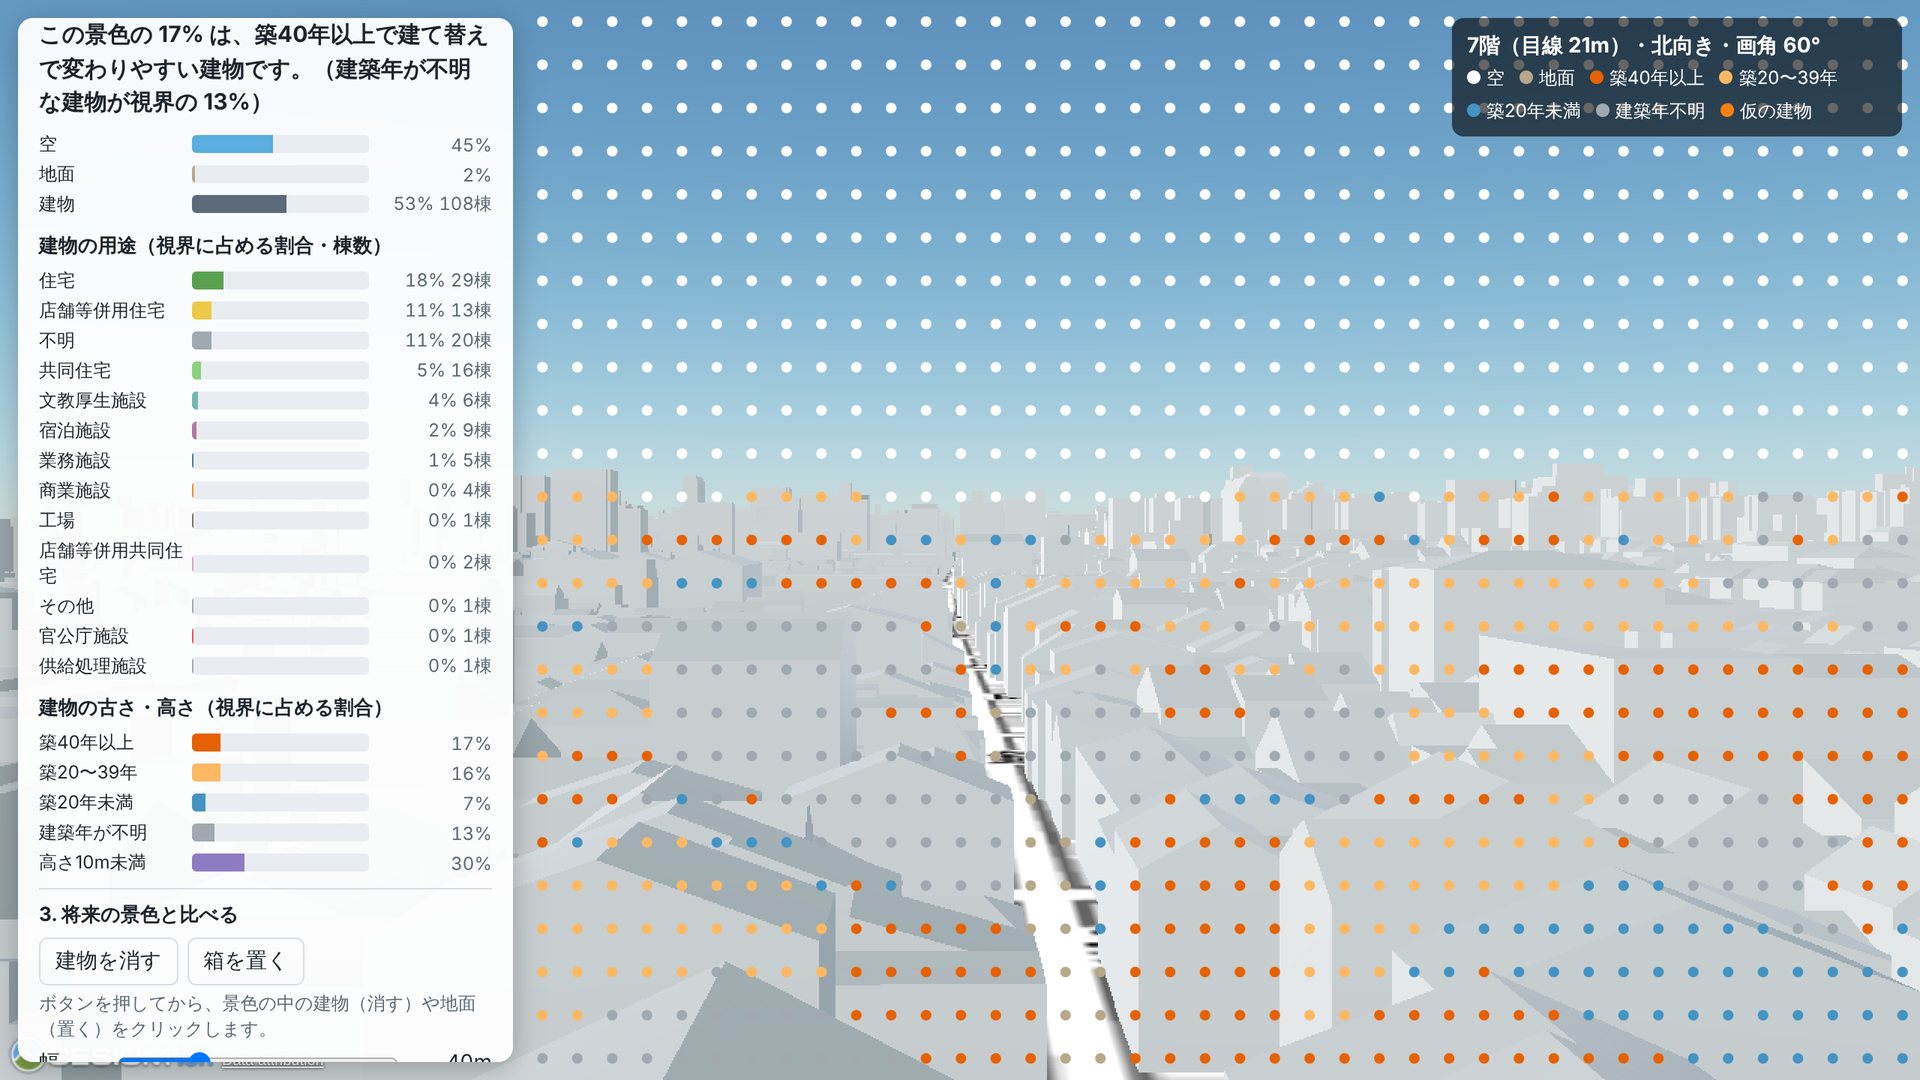 この景色の 17% は、築40年以上で建て替え
で変わりやすい建物です。（建築年が不明
な建物が視界の 13%）
空 45%
地面 2%
建物 53% 108棟
建物の用途（視界に占める割合・棟数）
住宅 18% 29棟
店舗等併用住宅 11% 13棟
不明 11% 20棟
共同住宅 5% 16棟
文教厚生施設 4% 6棟
宿泊施設 2% 9棟
業務施設 1% 5棟
商業施設 0% 4棟
工場 0% 1棟
店舗等併用共同住
宅 0% 2棟
その他 0% 1棟
官公庁施設 0% 1棟
供給処理施設 0% 1棟
建物の古さ・高さ（視界に占める割合）
築40年以上 17%
築20〜39年 16%
築20年未満 7%
建築年が不明 13%
高さ10m未満 30%
3. 将来の景色と比べる
建物を消す 箱を置く
ボタンを押してから、景色の中の建物（消す）や地面
（置く）をクリックします。
幅 40m
Data attribution
7階（目線 21m）・北向き・画角 60°
空 地面 築40年以上 築20〜39年
築20年未満 建築年不明 仮の建物